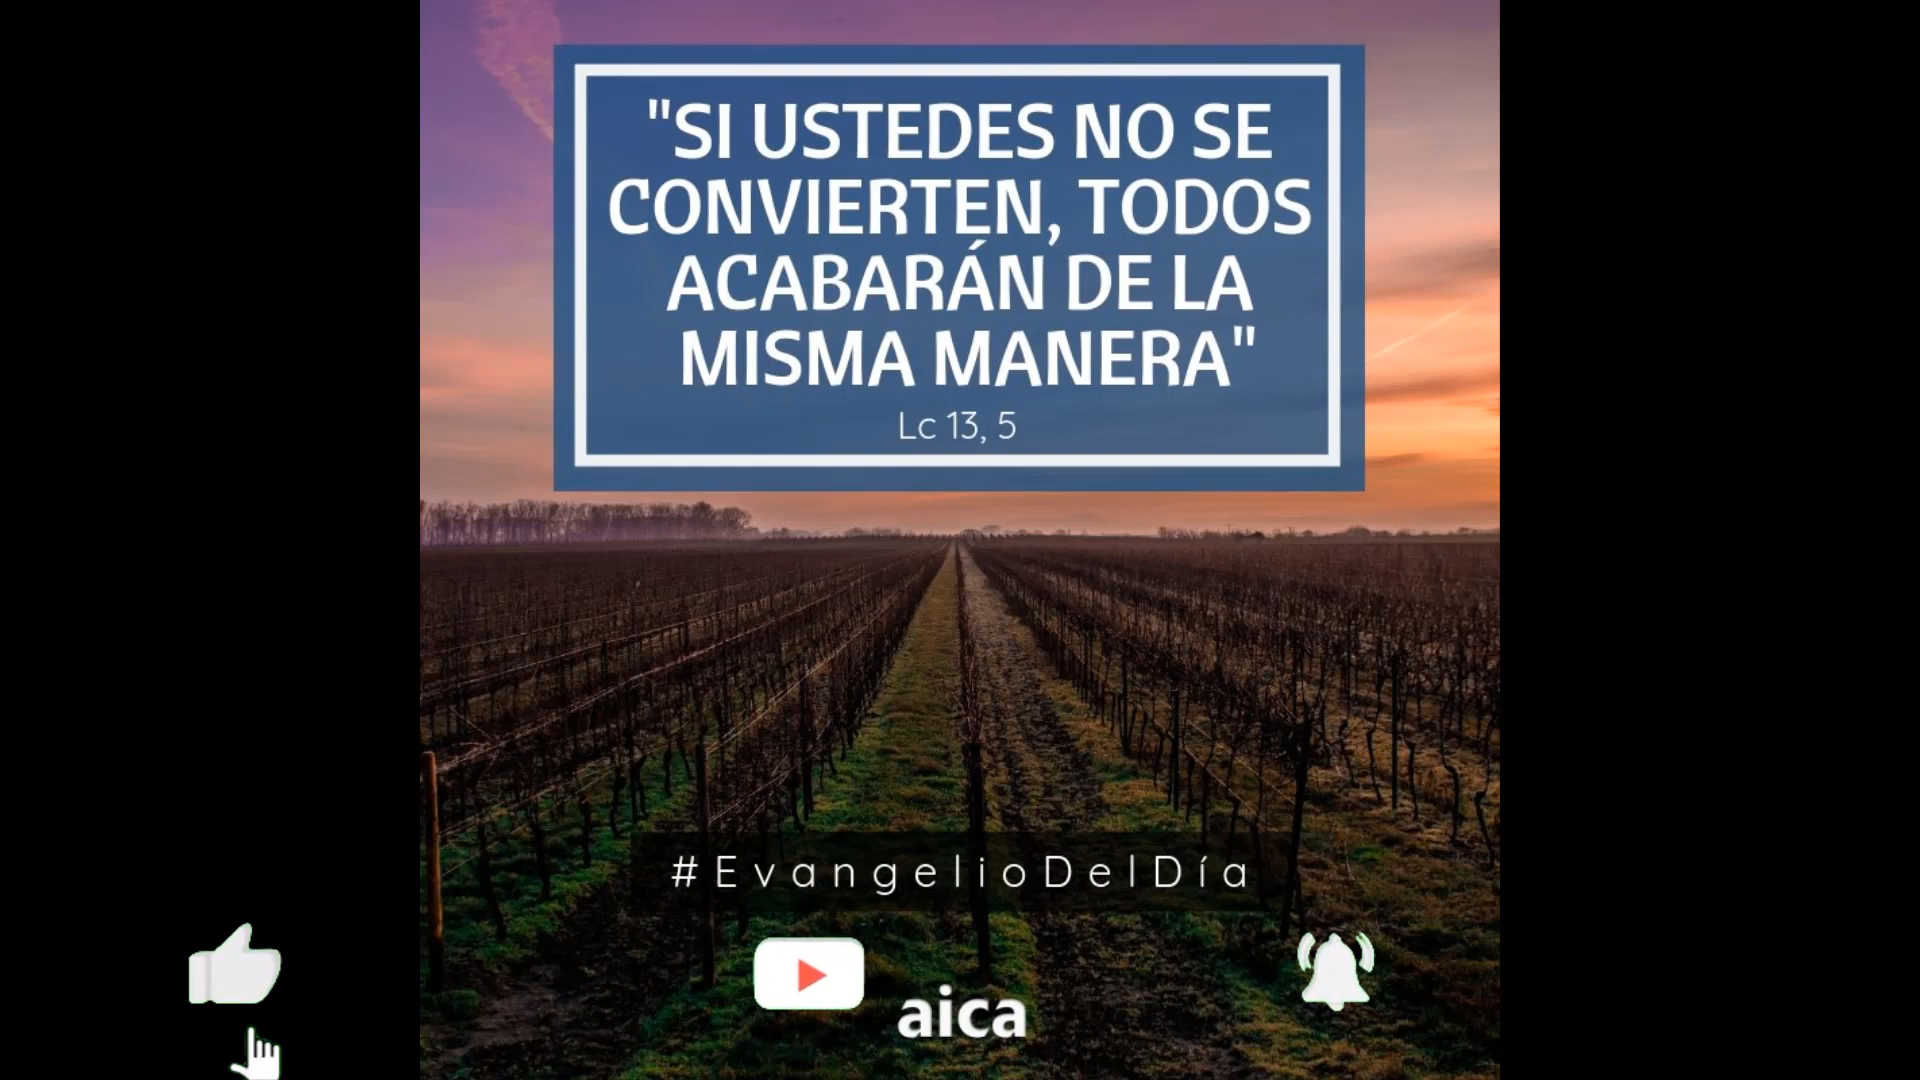 "SI USTEDES NO SE
CONVIERTEN, TODOS
ACABARÁN DE LA
MISMA MANERA"
Lc 13, 5
#EvangelioDelDía
aica